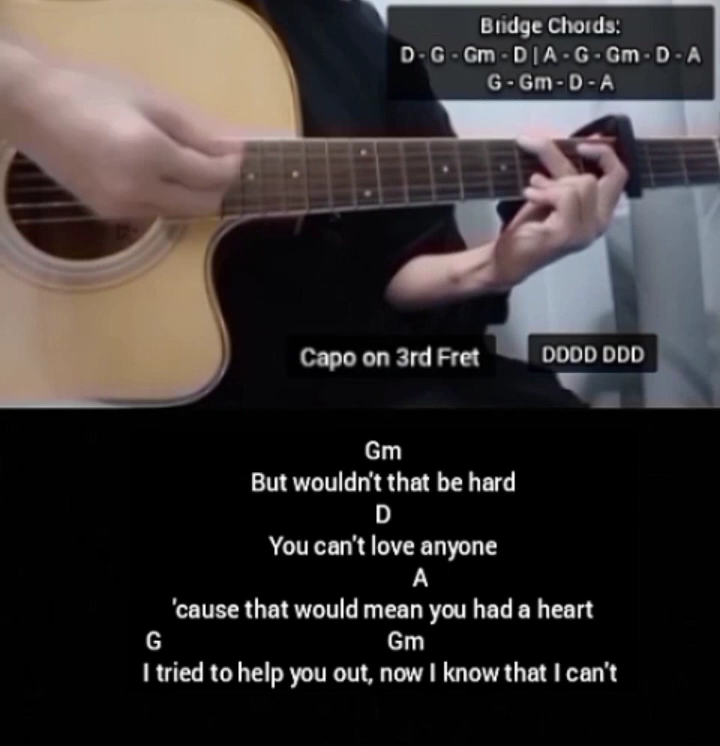 Bridge Chords:
D - G - Gm - D | A - G - Gm - D - A
G - Gm - D - A
Capo on 3rd Fret
DDDD DDD
Gm
But wouldn't that be hard
D
You can't love anyone
A
'cause that would mean you had a heart
G Gm
I tried to help you out, now I know that I can't